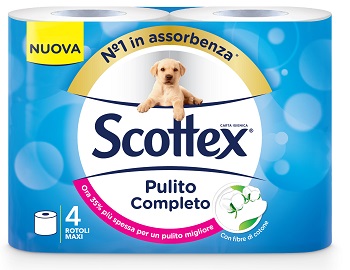 NUOVA
N°1 in assorbenza*
CARTA IGIENICA
Scottex®
Pulito
Completo
Ora 35% più spessa per un pulito migliore
4
ROTOLI
MAXI
Con fibre di cotone